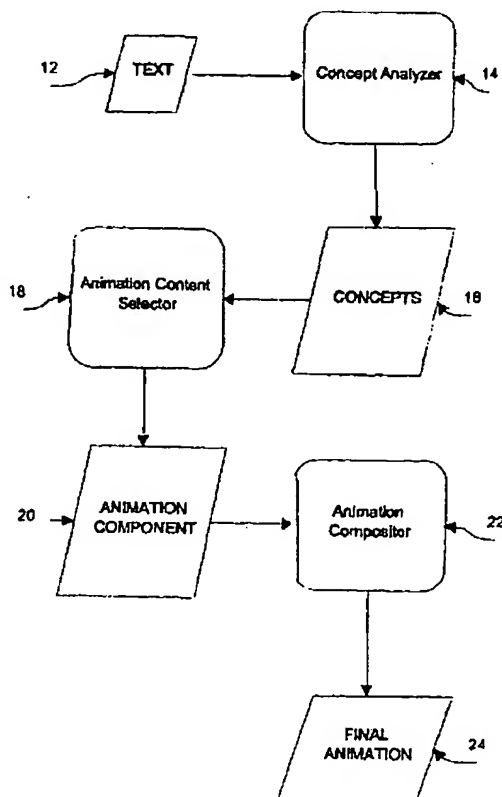 12
TEXT
Concept Analyzer
14
18
Animation Content
Selector
CONCEPTS
16
20
ANIMATION
COMPONENT
Animation
Compositor
22
FINAL
ANIMATION
24